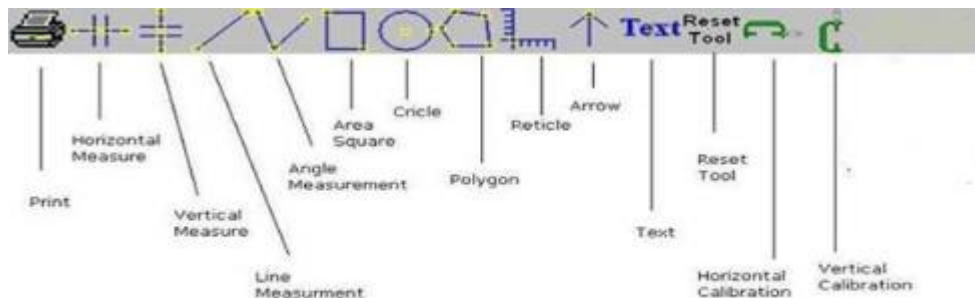 Text
Reset
Tool
Cricle
Arrow
Area
Square
Reticle
Horizontal
Measure
Angle
Measurement
Polygon
Reset
Tool
Print
Vertical
Measure
Text
Line
Measurment
Horizontal
Calibration
Vertical
Calibration